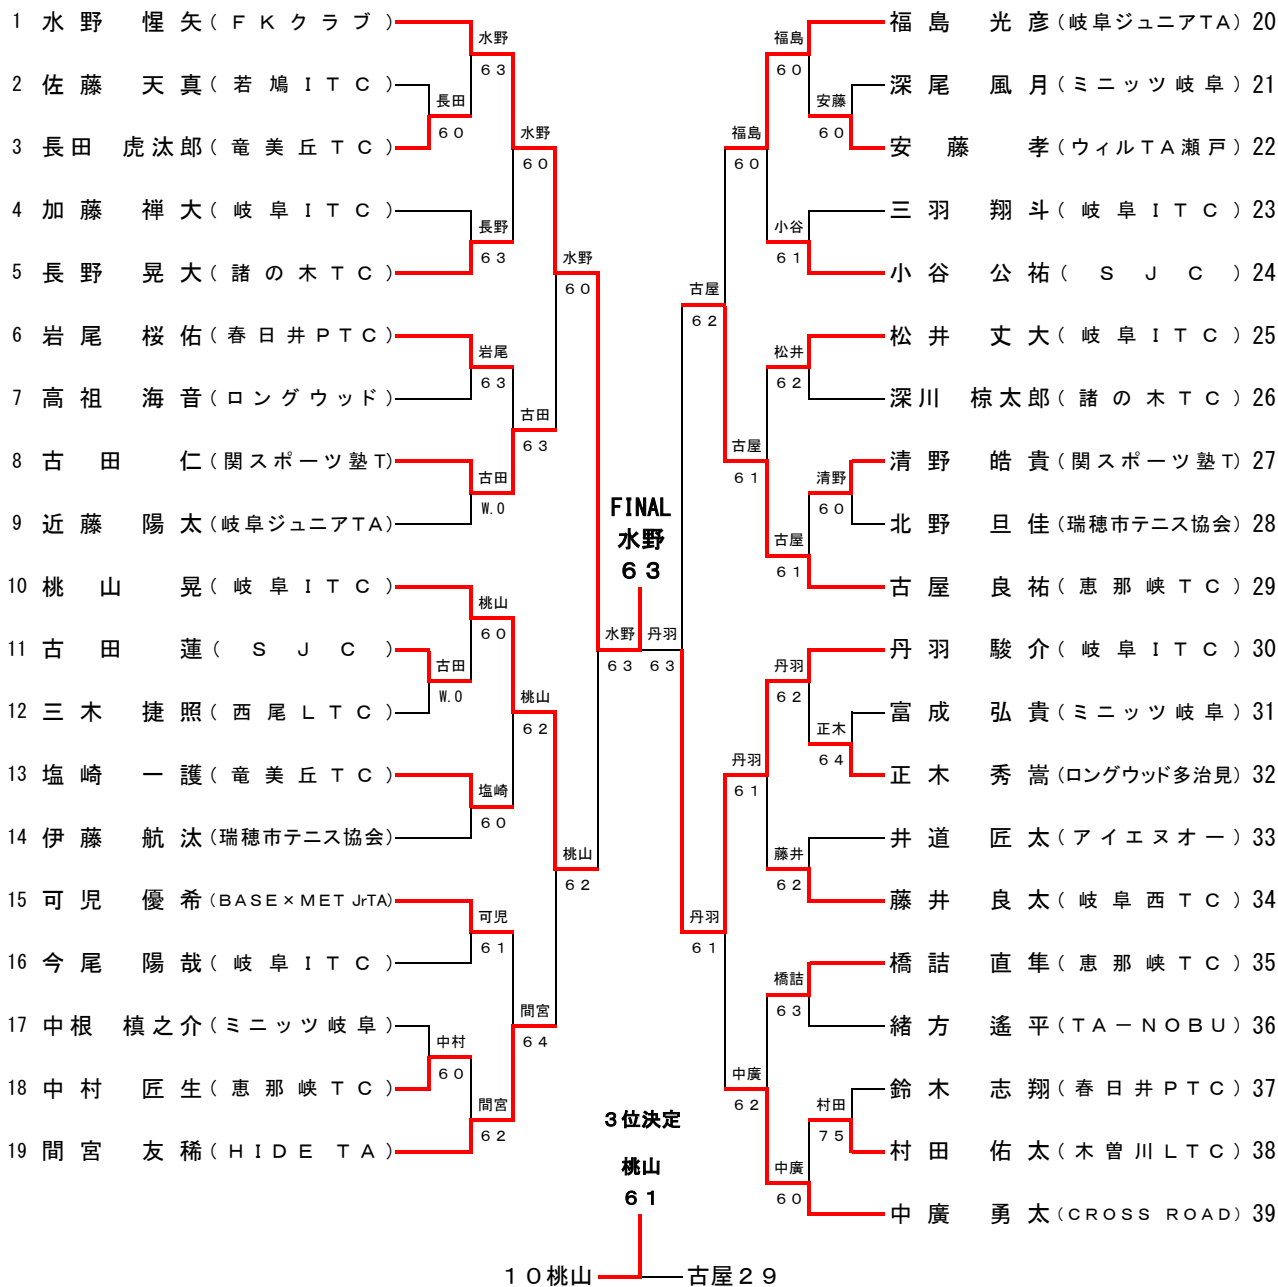 1 水野 惺矢 (FKクラブ)
2 佐藤 天真 (若鳩ITC)
3 長田 虎汰郎 (竜美丘TC)
4 加藤 禅大 (岐阜ITC)
5 長野 晃大 (諸の木TC)
6 岩尾 桜佑 (春日井PTC)
7 高祖 海音 (ロングウッド)
8 古田 仁 (関スポーツ塾T)
9 近藤 陽太 (岐阜ジュニアTA)
10 桃山 晃 (岐阜ITC)
11 古田 蓮 (SJC)
12 三木 捷照 (西尾LTC)
13 塩崎 一護 (竜美丘TC)
14 伊藤 航汰 (瑞穂市テニス協会)
15 可児 優希 (BASE×MET JrTA)
16 今尾 陽哉 (岐阜ITC)
17 中根 槙之介 (ミニッツ岐阜)
18 中村 匠生 (恵那峡TC)
19 間宮 友稀 (HIDE TA)
長田
60
古田
W.0
中村
60
水野
63
長野
63
岩尾
63
古田
W.0
桃山
60
塩崎
60
可児
61
間宮
62
水野
60
古田
63
桃山
62
間宮
64
水野
60
桃山
62
水野
63
FINAL
水野
63
丹羽
63
古屋
62
丹羽
61
福島
60
古屋
61
丹羽
61
中廣
62
福島
60
小谷
61
松井
62
古屋
61
丹羽
62
藤井
62
橋詰
63
中廣
60
安藤
60
清野
60
正木
64
村田
75
福島 光彦 (岐阜ジュニアTA) 20
深尾 風月 (ミニッツ岐阜) 21
安藤 孝 (ウィルTA瀬戸) 22
三羽 翔斗 (岐阜ITC) 23
小谷 公祐 (SJC) 24
松井 丈大 (岐阜ITC) 25
深川 椋太郎 (諸の木TC) 26
清野 皓貴 (関スポーツ塾T) 27
北野 旦佳 (瑞穂市テニス協会) 28
古屋 良祐 (恵那峡TC) 29
丹羽 駿介 (岐阜ITC) 30
富成 弘貴 (ミニッツ岐阜) 31
正木 秀嵩 (ロングウッド多治見) 32
井道 匠太 (アイエヌオー) 33
藤井 良太 (岐阜西TC) 34
橋詰 直隼 (恵那峡TC) 35
緒方 遙平 (TA-NOBU) 36
鈴木 志翔 (春日井PTC) 37
村田 佑太 (木曽川LTC) 38
中廣 勇太 (CROSS ROAD) 39
3位決定
桃山
61
10桃山
古屋29